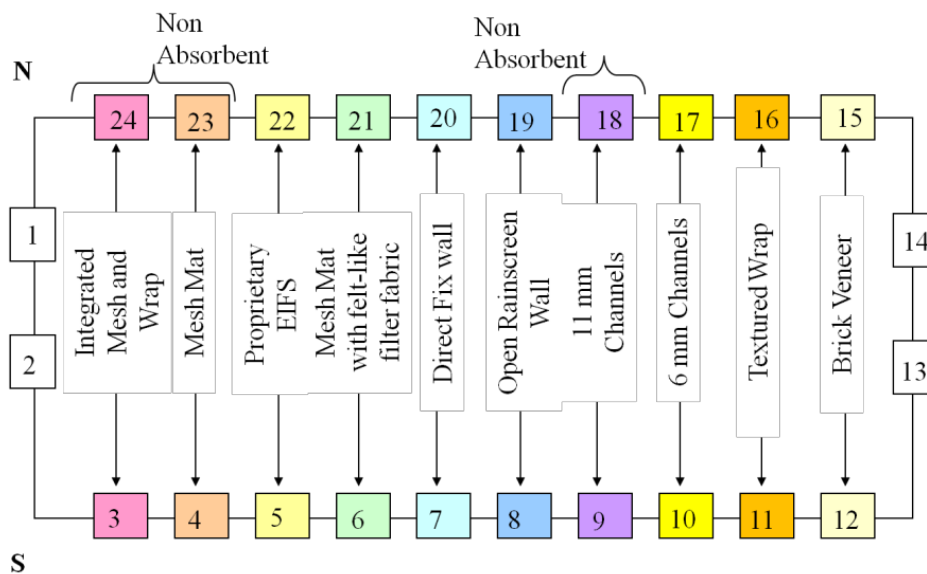 Non
Absorbent
Non
Absorbent
N
24
23
22
21
20
19
18
17
16
15
1
14
2
13
Integrated
Mesh and
Wrap
Mesh Mat
Proprietary
EIFS
Mesh Mat
with felt-like
filter fabric
Direct Fix wall
Open Rainscreen
Wall
11 mm
Channels
6 mm Channels
Textured Wrap
Brick Veneer
3
4
5
6
7
8
9
10
11
12
S